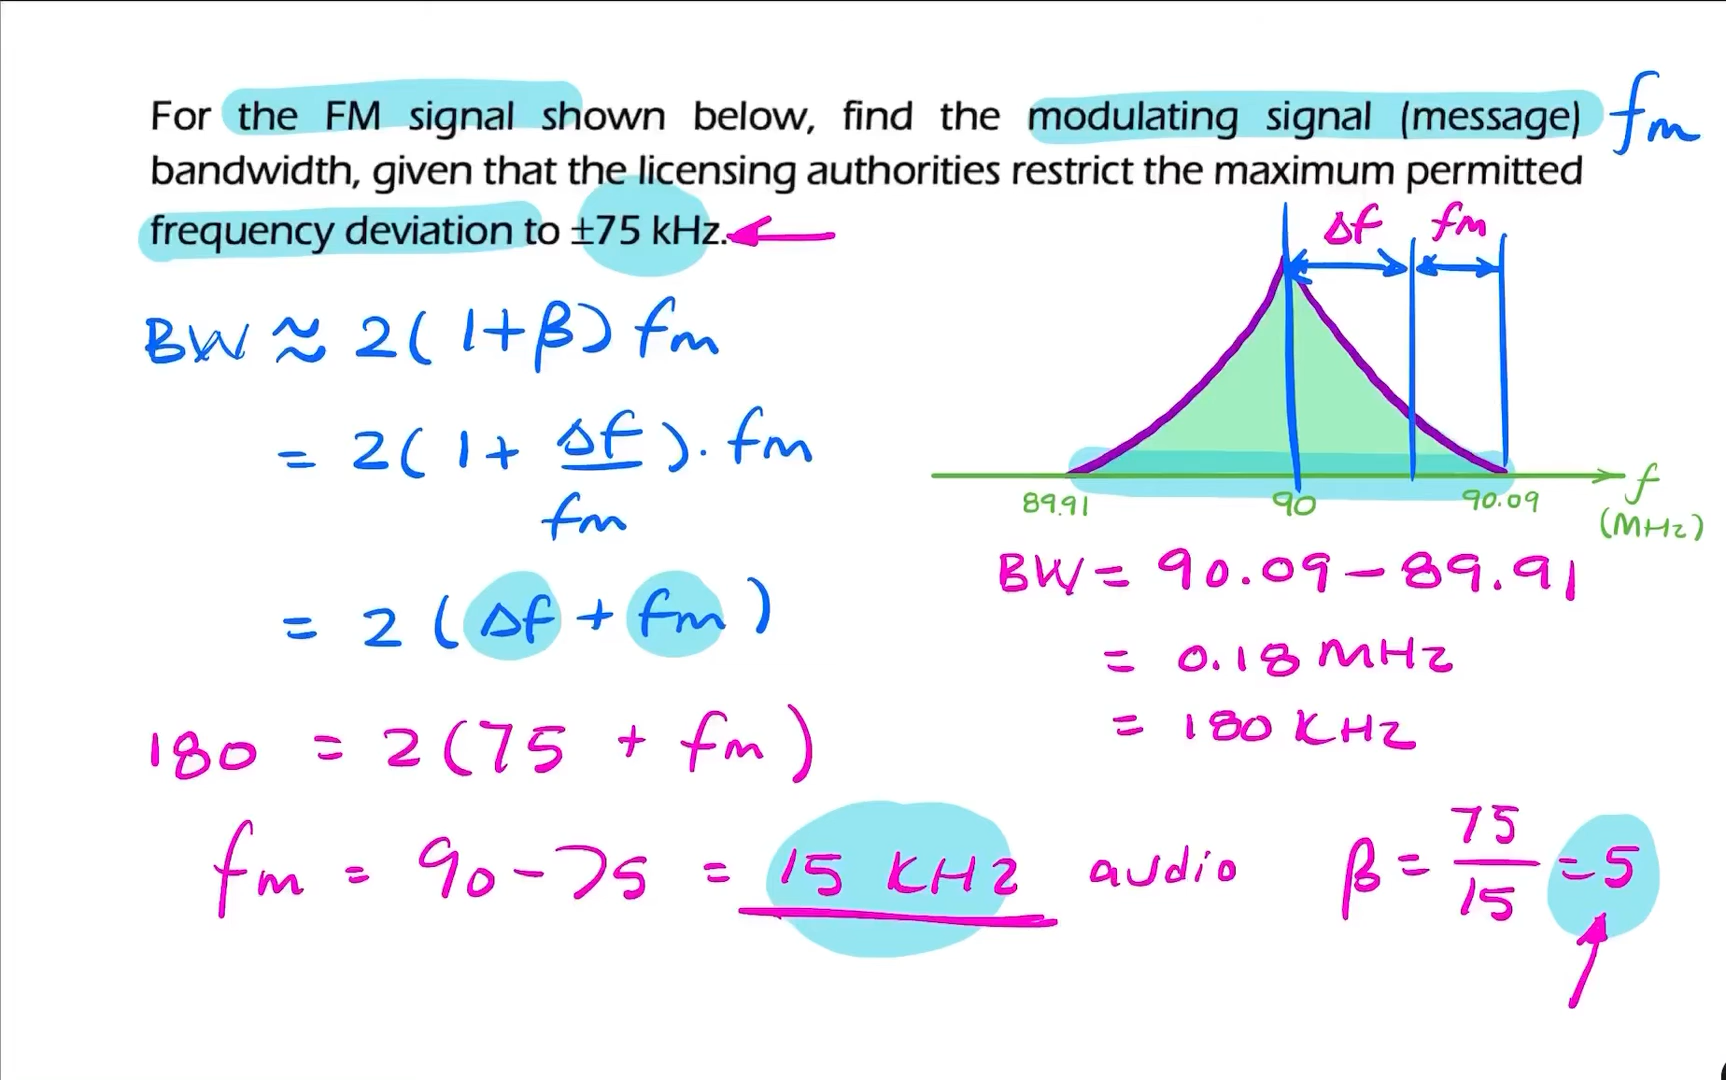 For the FM signal shown below, find the modulating signal (message) fm
bandwidth, given that the licensing authorities restrict the maximum permitted
frequency deviation to ±75 kHz.
Δf fm
BW ≈ 2(1+β) fm
= 2(1+ Δf/fm). fm
= 2(Δf + fm)
89.91 90 90.09 f
(MHz)
BW = 90.09 - 89.91
= 0.18 MHz
= 180 KHz
180 = 2(75 + fm)
fm = 90-75 = 15 KHz audio β = 75/15 = 5